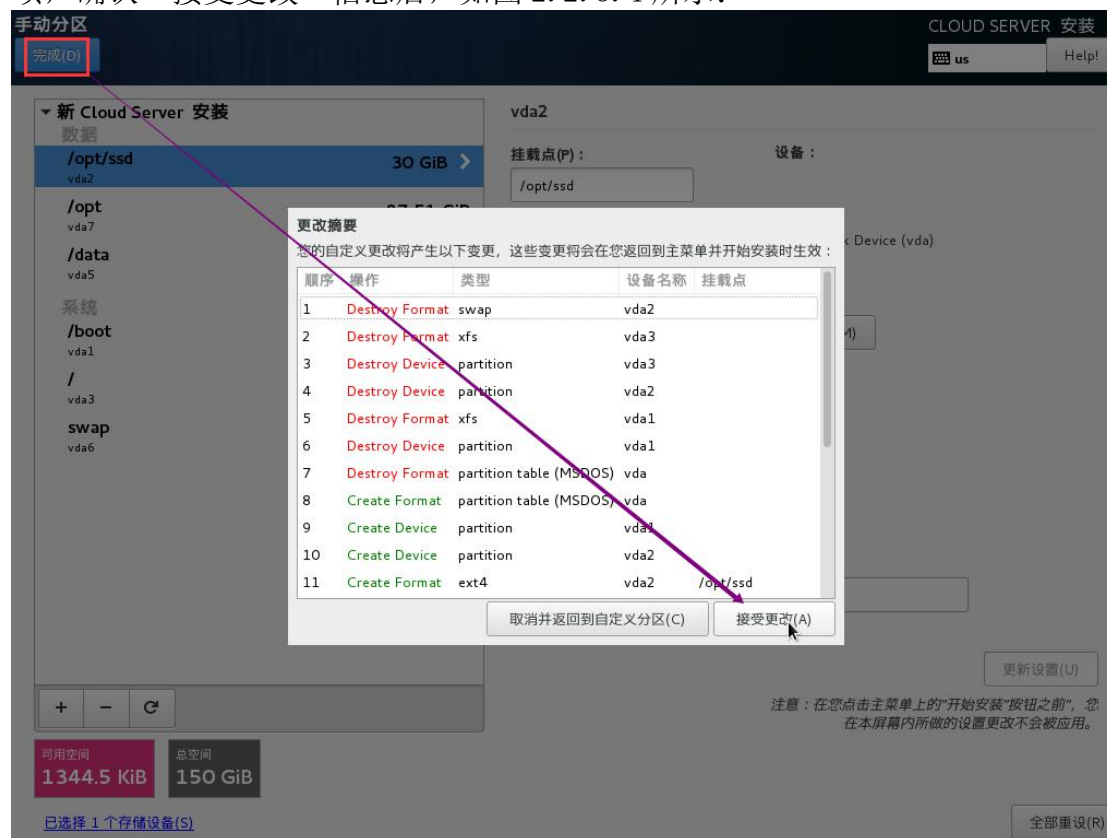 手动分区
CLOUD SERVER 安装
完成(D)
us
Help!
新 Cloud Server 安装
数据
/opt/ssd
30 GiB
vda2
/opt
vda7
/data
vda5
系统
/boot
vda1
/
vda3
swap
vda6
vda2
挂载点(P)：
设备：
/opt/ssd
Device (vda)
更改摘要
您的自定义更改将产生以下变更，这些变更将会在您返回到主菜单并开始安装时生效：
顺序 操作 类型 设备名称 挂载点
1 Destroy Format swap vda2
2 Destroy Format xfs vda3
3 Destroy Device partition vda3
4 Destroy Device partition vda2
5 Destroy Format xfs vda1
6 Destroy Device partition vda1
7 Destroy Format partition table (MSDOS) vda
8 Create Format partition table (MSDOS) vda
9 Create Device partition vda1
10 Create Device partition vda2
11 Create Format ext4 vda2 /opt/ssd
取消并返回到自定义分区(C)
接受更改(A)
更新设置(U)
注意：在您点击主菜单上的"开始安装"按钮之前"，您
在本屏幕内所做的设置更改不会被应用。
可用空间
1344.5 KiB
总空间
150 GiB
已选择 1 个存储设备(S)
全部重设(R)